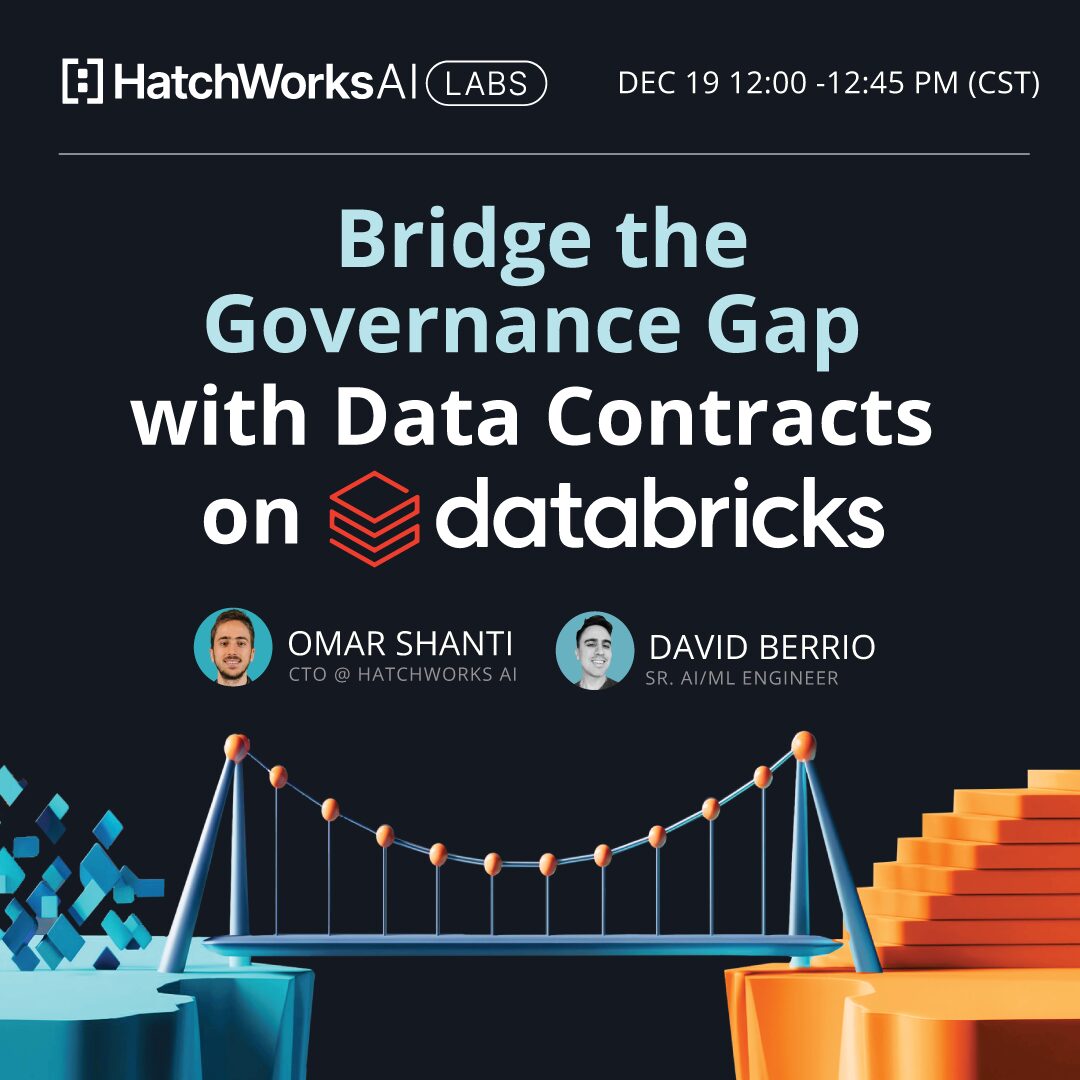 HatchWorksAI LABS
DEC 19 12:00 -12:45 PM (CST)
Bridge the
Governance Gap
with Data Contracts
on databricks
OMAR SHANTI
CTO @ HATCHWORKS AI
DAVID BERRIO
SR. AI/ML ENGINEER